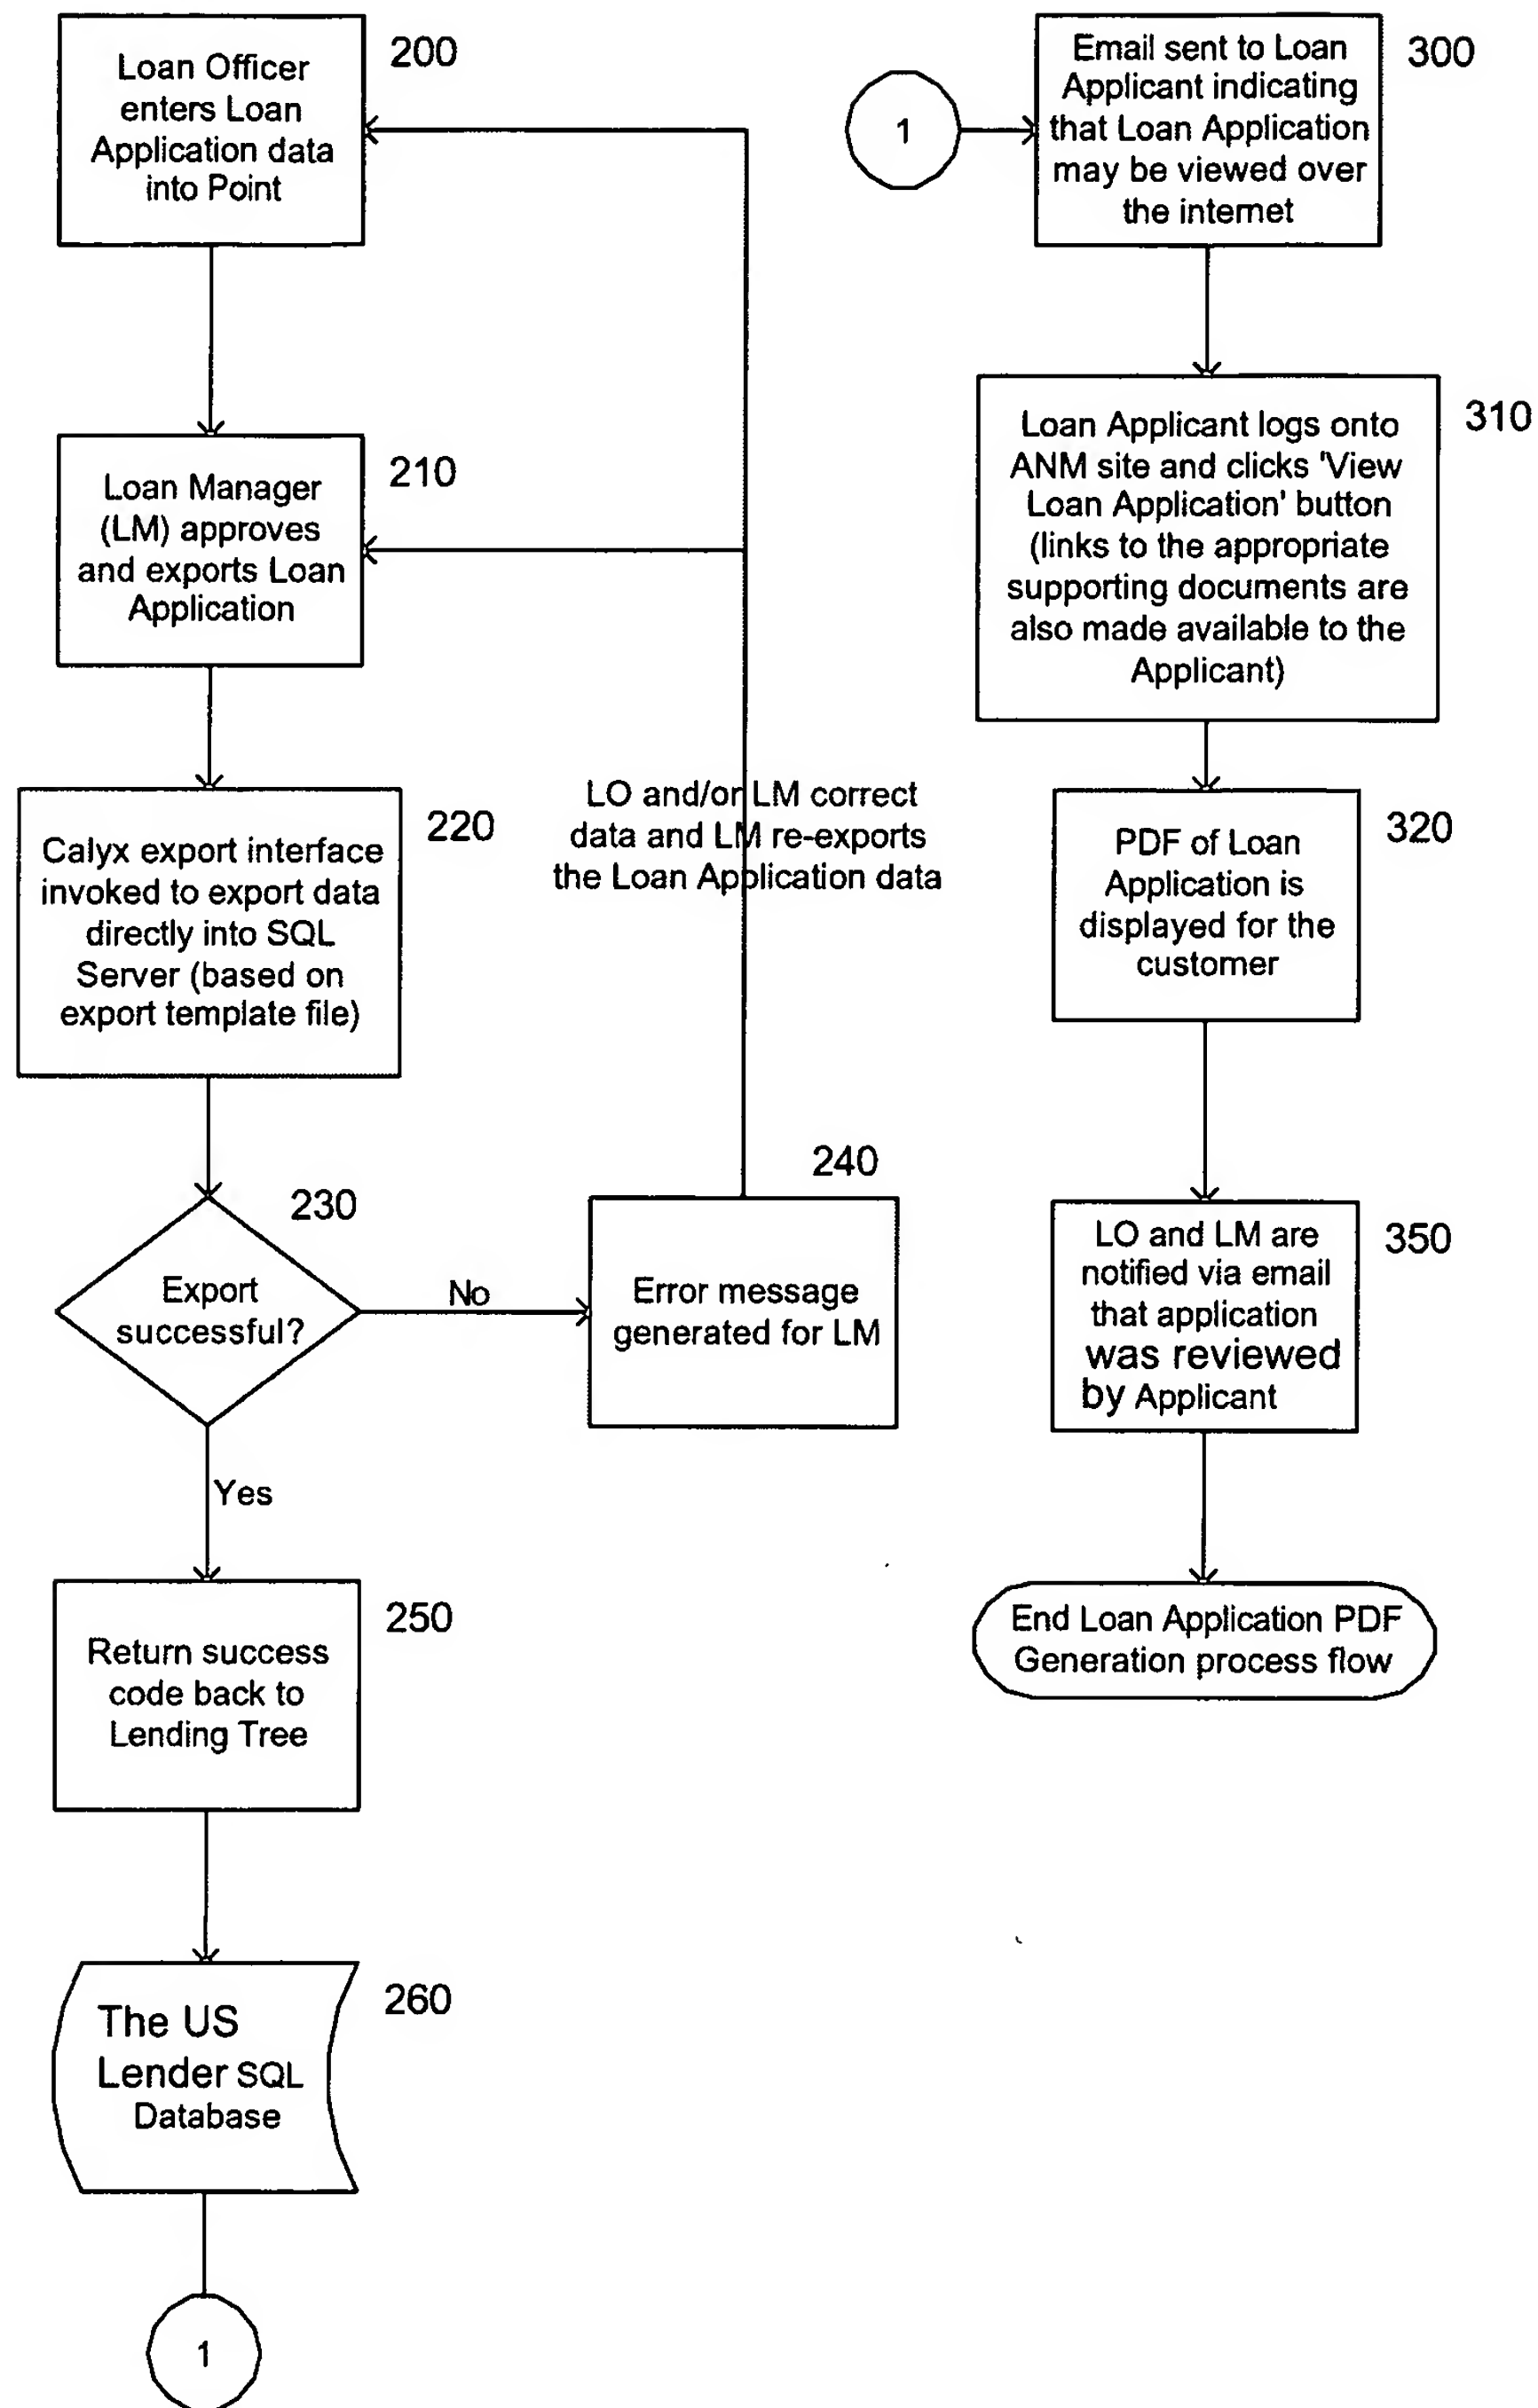 Loan Officer
enters Loan
Application data
into Point
200
Loan Manager
(LM) approves
and exports Loan
Application
210
Calyx export interface
invoked to export data
directly into SQL
Server (based on
export template file)
220
LO and/or LM correct
data and LM re-exports
the Loan Application data
230
Export
successful?
No
240
Error message
generated for LM
Yes
Return success
code back to
Lending Tree
250
The US
Lender SQL
Database
260
1
1
Email sent to Loan
Applicant indicating
that Loan Application
may be viewed over
the internet
300
Loan Applicant logs onto
ANM site and clicks 'View
Loan Application' button
(links to the appropriate
supporting documents are
also made available to the
Applicant)
310
PDF of Loan
Application is
displayed for the
customer
320
LO and LM are
notified via email
that application
was reviewed
by Applicant
350
End Loan Application PDF
Generation process flow